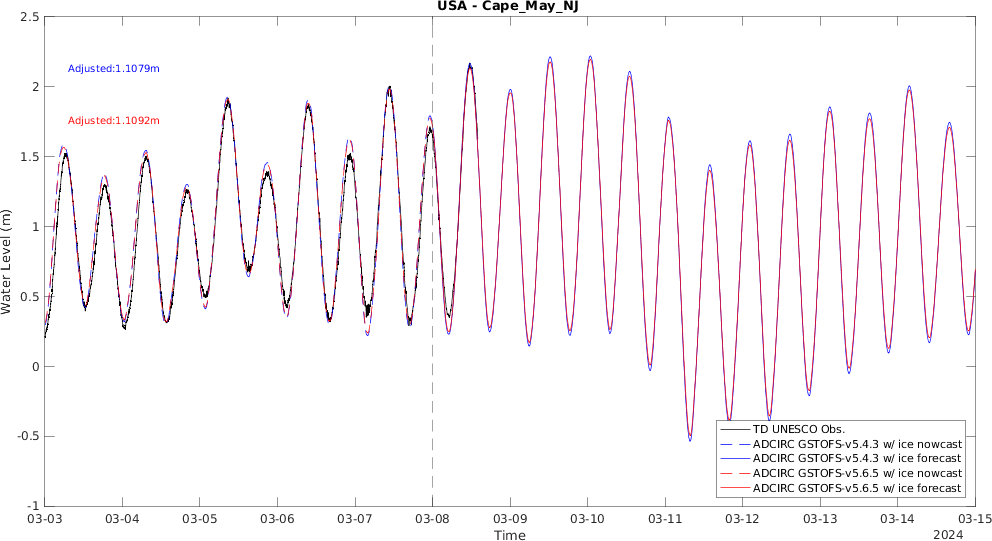 USA - Cape_May_NJ
2.5
2
1.5
1
0.5
0
-0.5
-1
Water Level (m)
Adjusted:1.1079m
Adjusted:1.1092m
TD UNESCO Obs.
ADCIRC GSTOFS-v5.4.3 w/ ice nowcast
ADCIRC GSTOFS-v5.4.3 w/ ice forecast
ADCIRC GSTOFS-v5.6.5 w/ ice nowcast
ADCIRC GSTOFS-v5.6.5 w/ ice forecast
03-03 03-04 03-05 03-06 03-07 03-08 03-09 03-10 03-11 03-12 03-13 03-14 03-15
Time
2024